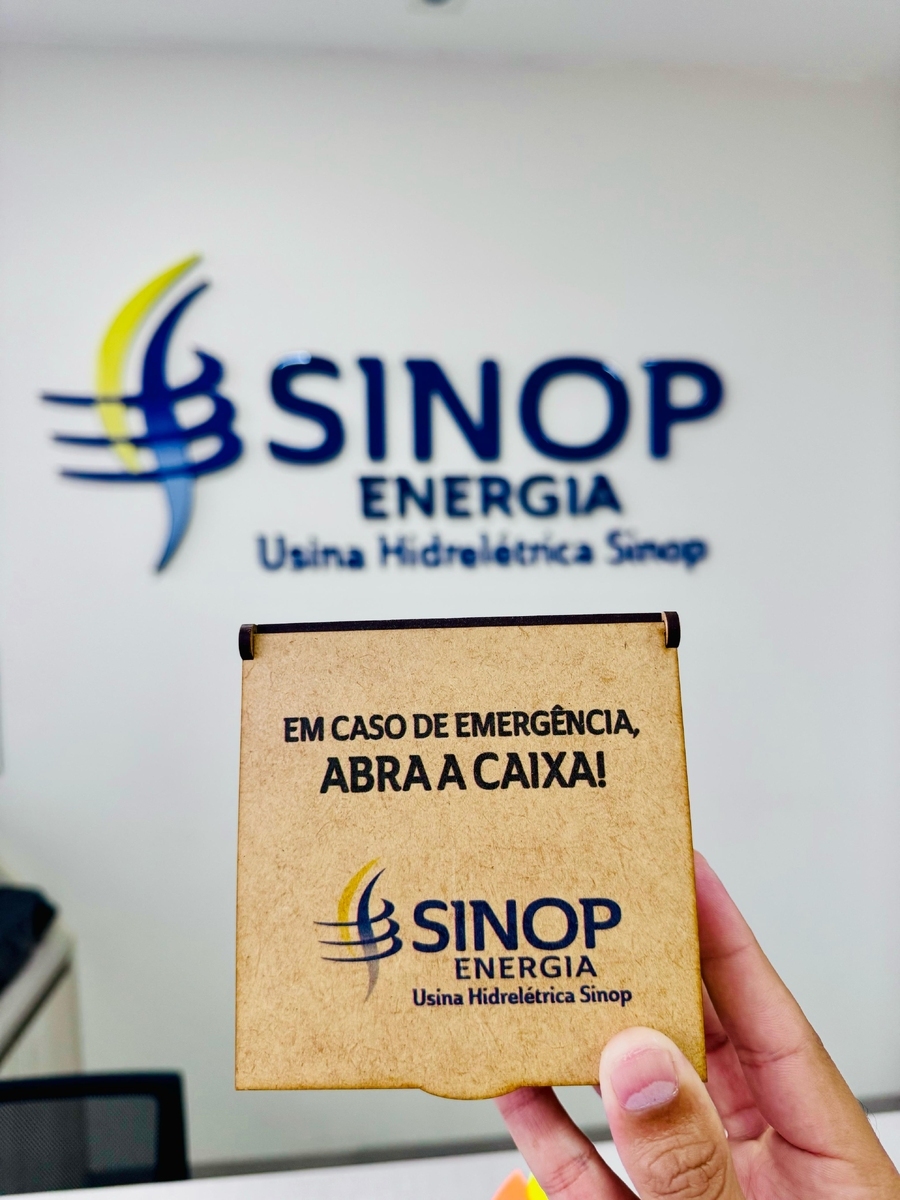 SINOP
ENERGIA
Usina Hidrelétrica Sinop
EM CASO DE EMERGÊNCIA,
ABRA A CAIXA!
SINOP
ENERGIA
Usina Hidrelétrica Sinop